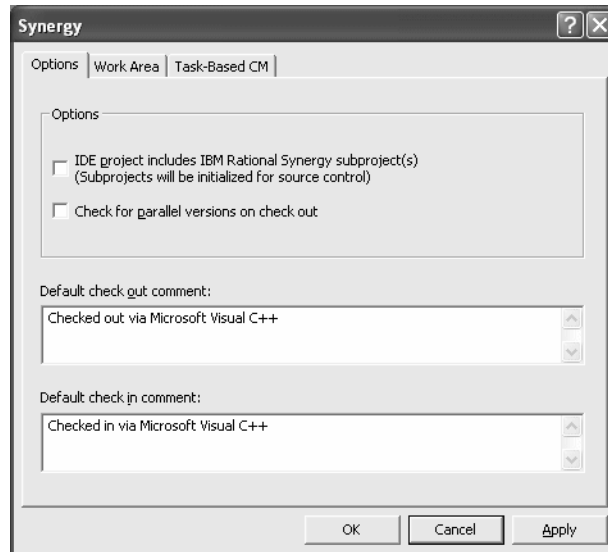 Synergy
Options
Work Area
Task-Based CM
Options
IDE project includes IBM Rational Synergy subproject(s)
(Subprojects will be initialized for source control)
Check for parallel versions on check out
Default check out comment:
Checked out via Microsoft Visual C++
Default check in comment:
Checked in via Microsoft Visual C++
OK
Cancel
Apply